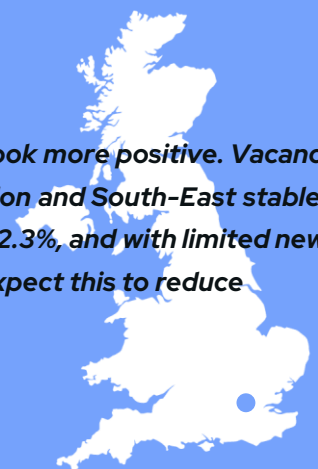 ook more positive. Vacanc
ion and South-East stable
2.3%, and with limited new
xpect this to reduce